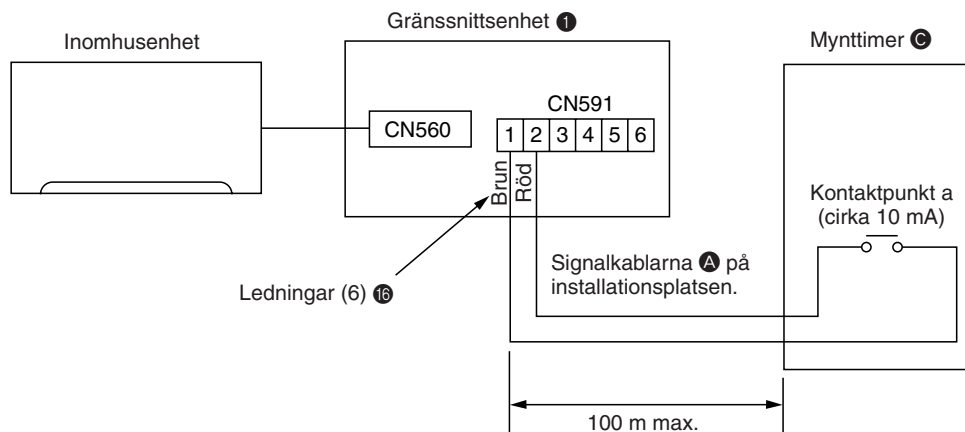 Gränssnittsenhet ❶
Inomhusenhet
Mynttimer 🅒
CN591
CN560
1 2 3 4 5 6
Brun
Röd
Kontaktpunkt a
(cirka 10 mA)
Signalkablarna 🅐 på
installationsplatsen.
Ledningar (6) ⓰
100 m max.